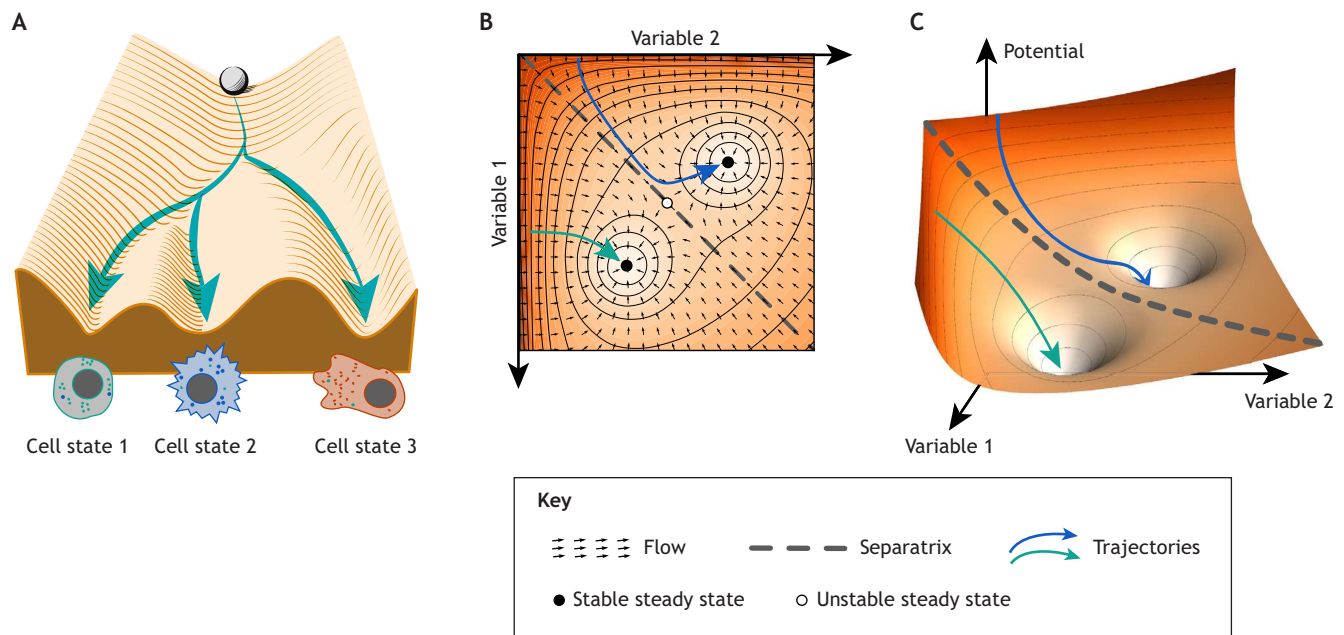 A
Cell state 1
Cell state 2
Cell state 3
B
Variable 2
Variable 1
C
Potential
Variable 2
Variable 1
Key
Flow
Separatrix
Trajectories
Stable steady state
Unstable steady state